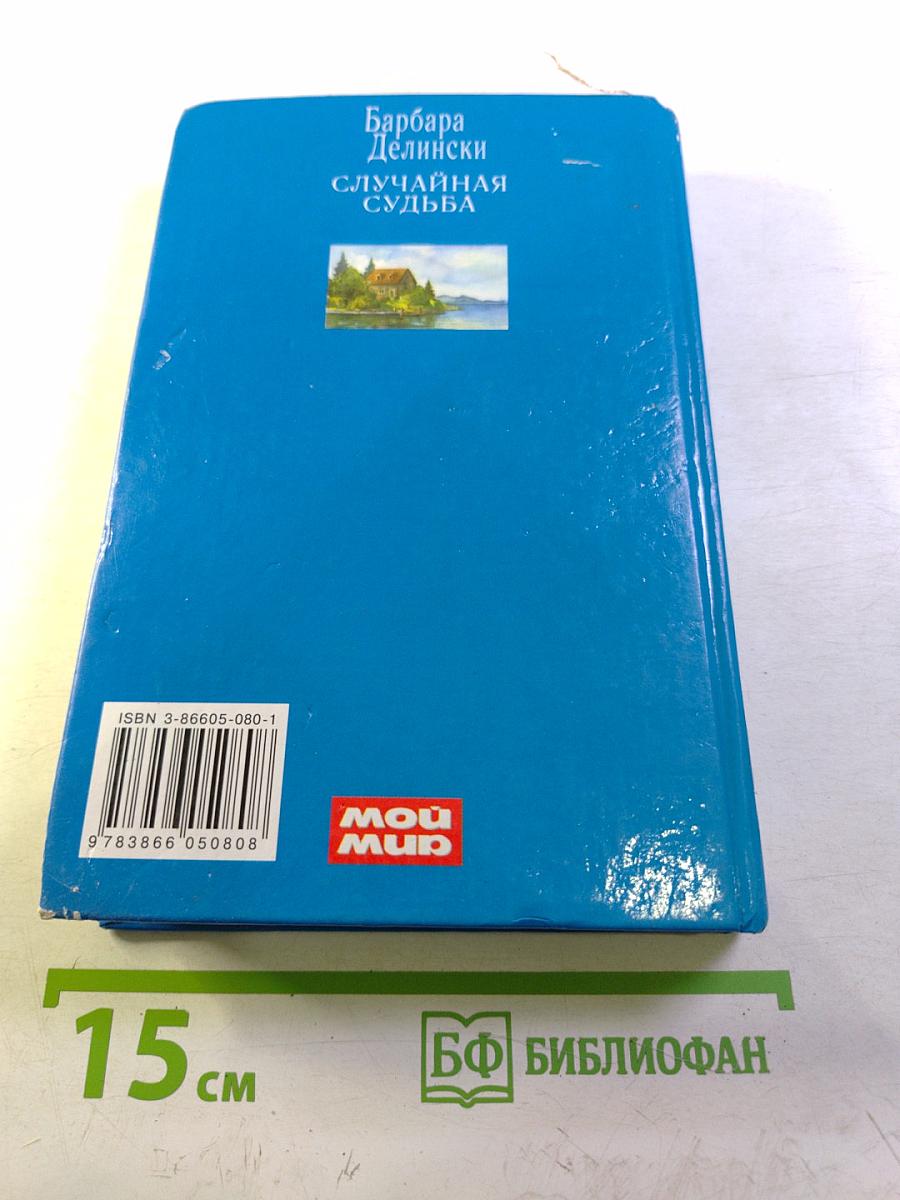 Барбара
Делински
СЛУЧАЙНАЯ
СУДЬБА
ISBN 3-86605-080-1
9 783866 050808
мой
мир
15 см
БФ БИБЛИОФАН